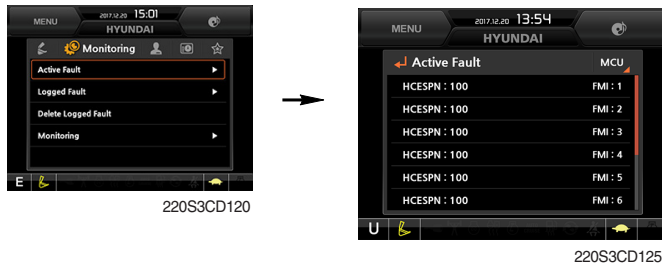 MENU
2017.12.20 15:01
HYUNDAI
Monitoring
Active Fault
Logged Fault
Delete Logged Fault
Monitoring
E
220S3CD120
MENU
2017.12.20 13:54
HYUNDAI
Active Fault MCU
HCESPN : 100 FMI : 1
HCESPN : 100 FMI : 2
HCESPN : 100 FMI : 3
HCESPN : 100 FMI : 4
HCESPN : 100 FMI : 5
HCESPN : 100 FMI : 6
U
220S3CD125